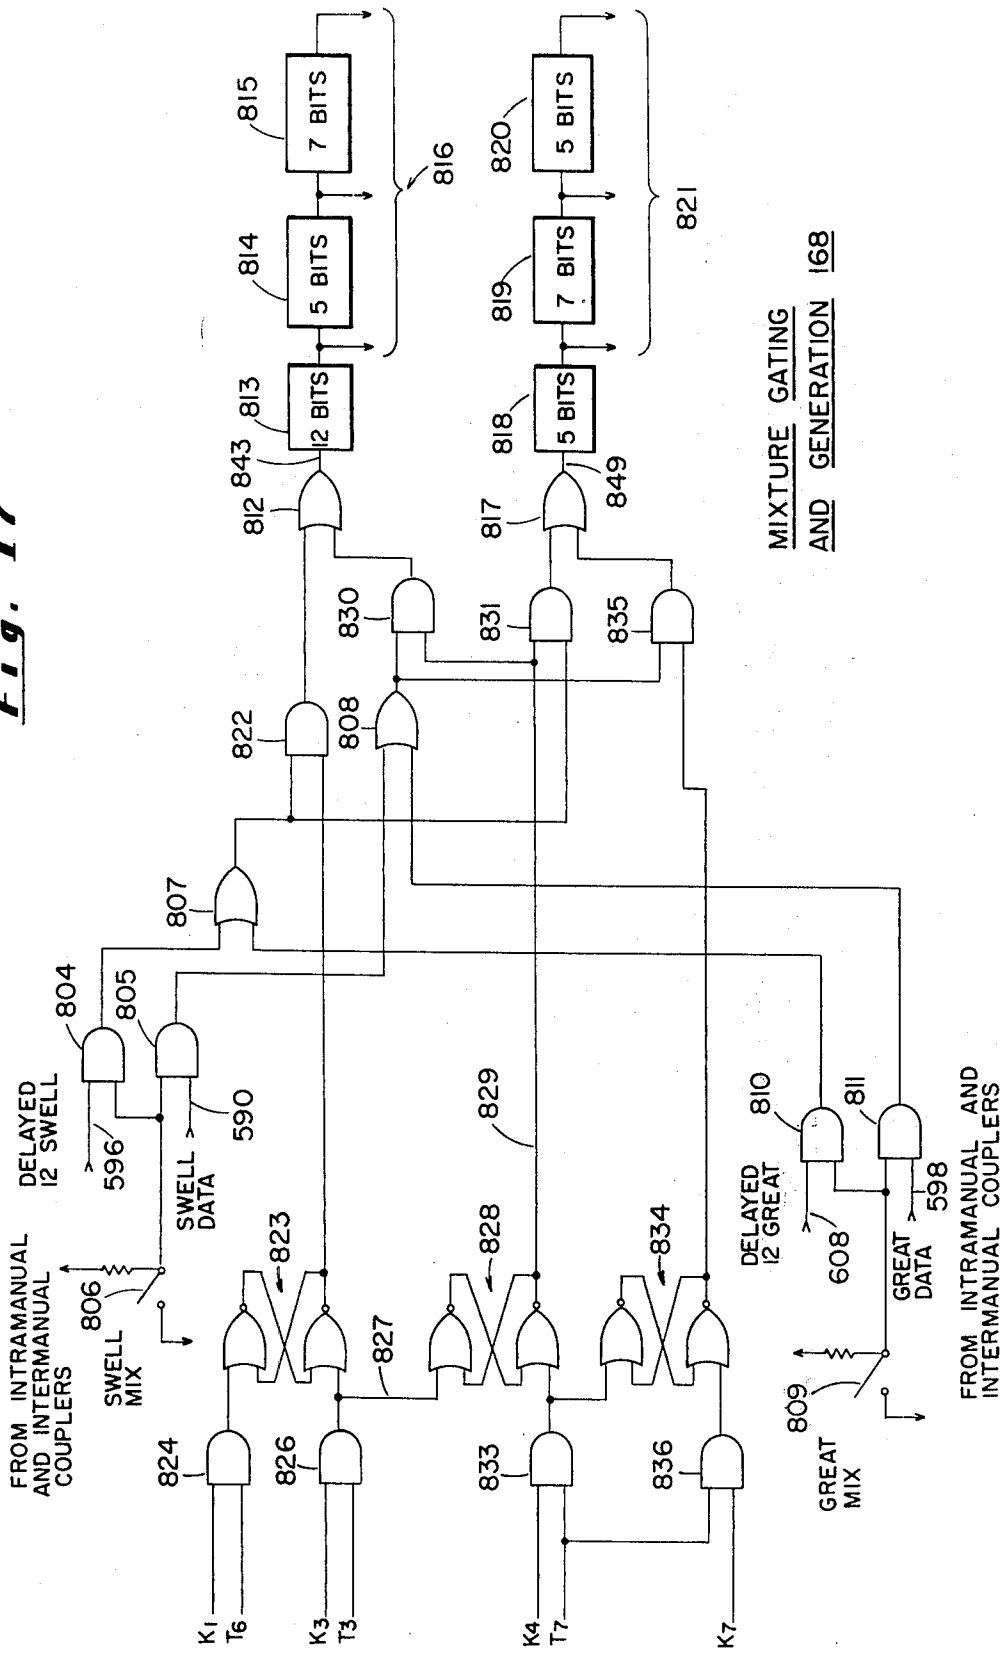 Fig. 17
FROM INTRAMANUAL
AND INTERMANUAL
COUPLERS
DELAYED
12 SWELL
596
804
805
590
SWELL
DATA
806
SWELL
MIX
807
822
808
812
843
813
12 BITS
814
5 BITS
815
7 BITS
816
830
831
835
817
849
818
5 BITS
819
7 BITS
820
5 BITS
821
K1
T6
824
823
K3
T3
826
827
828
829
K4
T7
833
834
K7
836
DELAYED
12 GREAT
608
810
811
598
GREAT
DATA
809
GREAT
MIX
FROM INTRAMANUAL AND
INTERMANUAL COUPLERS
MIXTURE GATING
AND GENERATION 168